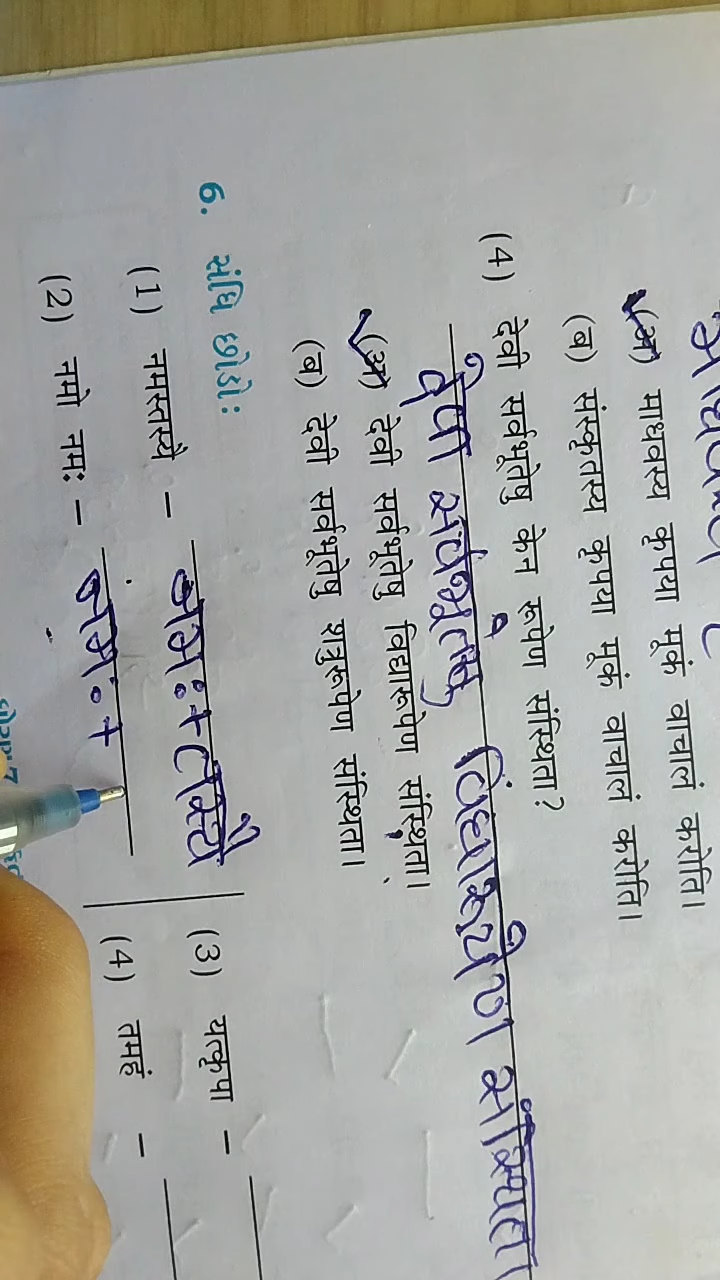 (अ) माधवस्य कृपया मूकं वाचालं करोति।
(ब) संस्कृतस्य कृपया मूकं वाचालं करोति।
(4) देवी सर्वभूतेषु केन रूपेण संस्थिता?
सर्वभूतेषु
(अ) देवी सर्वभूतेषु विद्यारूपेण संस्थिता।
(ब) देवी सर्वभूतेषु शत्रुरूपेण संस्थिता।
6. સંધિ છોડો:
(1) नमस्तस्यै – नमः+तस्यै
(3) यत्कृपा –
(2) नमो नमः – नमः+
(4) तमहं –